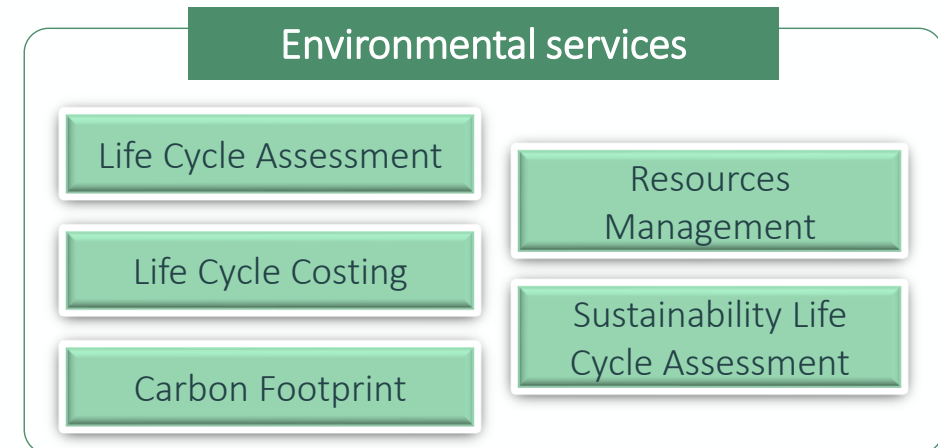 Environmental services
Life Cycle Assessment
Life Cycle Costing
Carbon Footprint
Resources
Management
Sustainability Life
Cycle Assessment